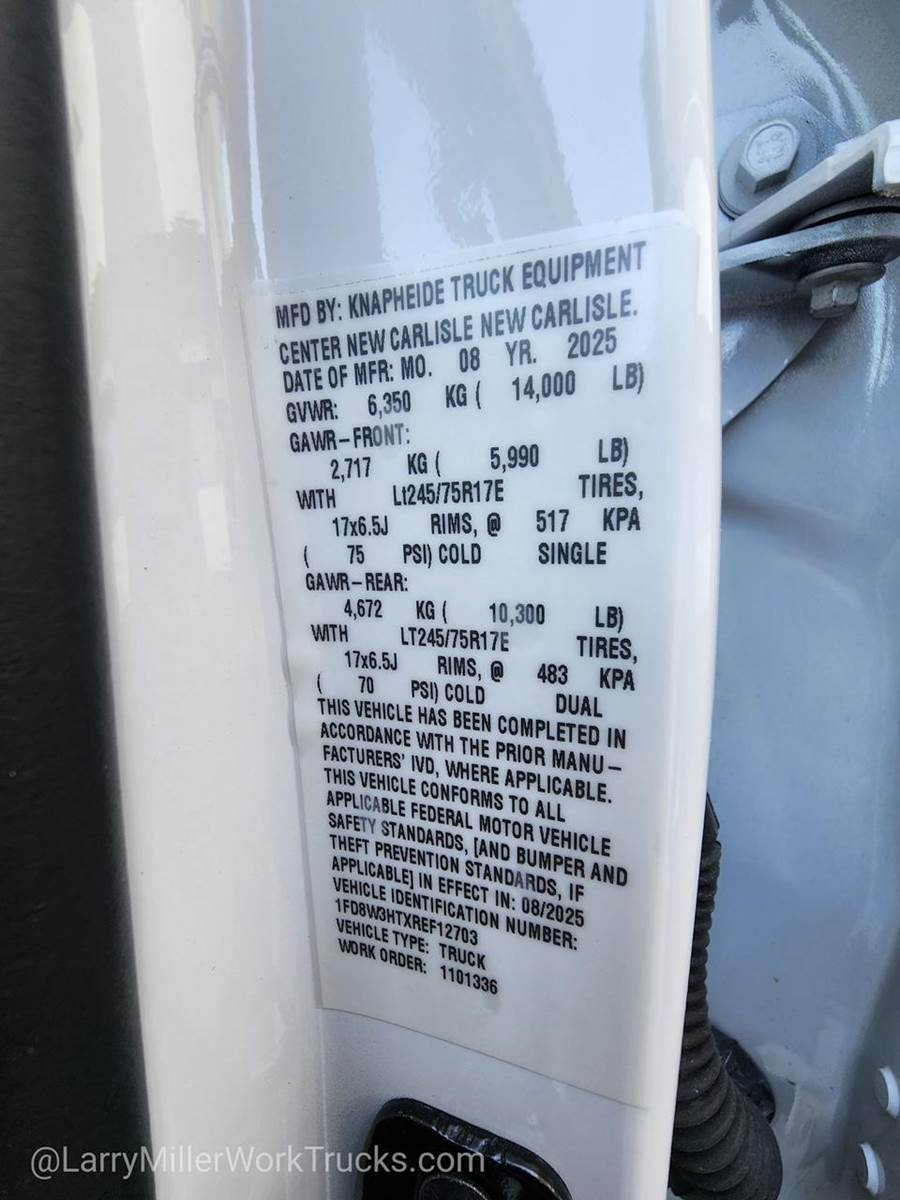 MFD BY: KNAPHEIDE TRUCK EQUIPMENT
CENTER NEW CARLISLE NEW CARLISLE.
DATE OF MFR: MO. 08 YR. 2025
GVWR: 6,350 KG ( 14,000 LB)
GAWR-FRONT:
2,717 KG ( 5,990 LB)
WITH Lt245/75R17E TIRES,
17x6.5J RIMS, @ 517 KPA
( 75 PSI) COLD SINGLE
GAWR-REAR:
4,672 KG ( 10,300 LB)
WITH LT245/75R17E TIRES,
17x6.5J RIMS, @ 483 KPA
( 70 PSI) COLD DUAL
THIS VEHICLE HAS BEEN COMPLETED IN
ACCORDANCE WITH THE PRIOR MANU-
FACTURERS' IVD, WHERE APPLICABLE.
THIS VEHICLE CONFORMS TO ALL
APPLICABLE FEDERAL MOTOR VEHICLE
SAFETY STANDARDS, [AND BUMPER AND
THEFT PREVENTION STANDARDS, IF
APPLICABLE] IN EFFECT IN: 08/2025
VEHICLE IDENTIFICATION NUMBER:
1FD8W3HTXREF12703
VEHICLE TYPE: TRUCK
WORK ORDER: 1101336
@LarryMillerWorkTrucks.com